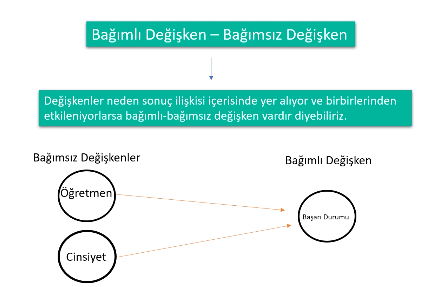 Bağımlı Değişken – Bağımsız Değişken
Değişkenler neden sonuç ilişkisi içerisinde yer alıyor ve birbirlerinden
etkileniyorlarsa bağımlı-bağımsız değişken vardır diyebiliriz.
Bağımsız Değişkenler
Bağımlı Değişken
Öğretmen
Başarı Durumu
Cinsiyet